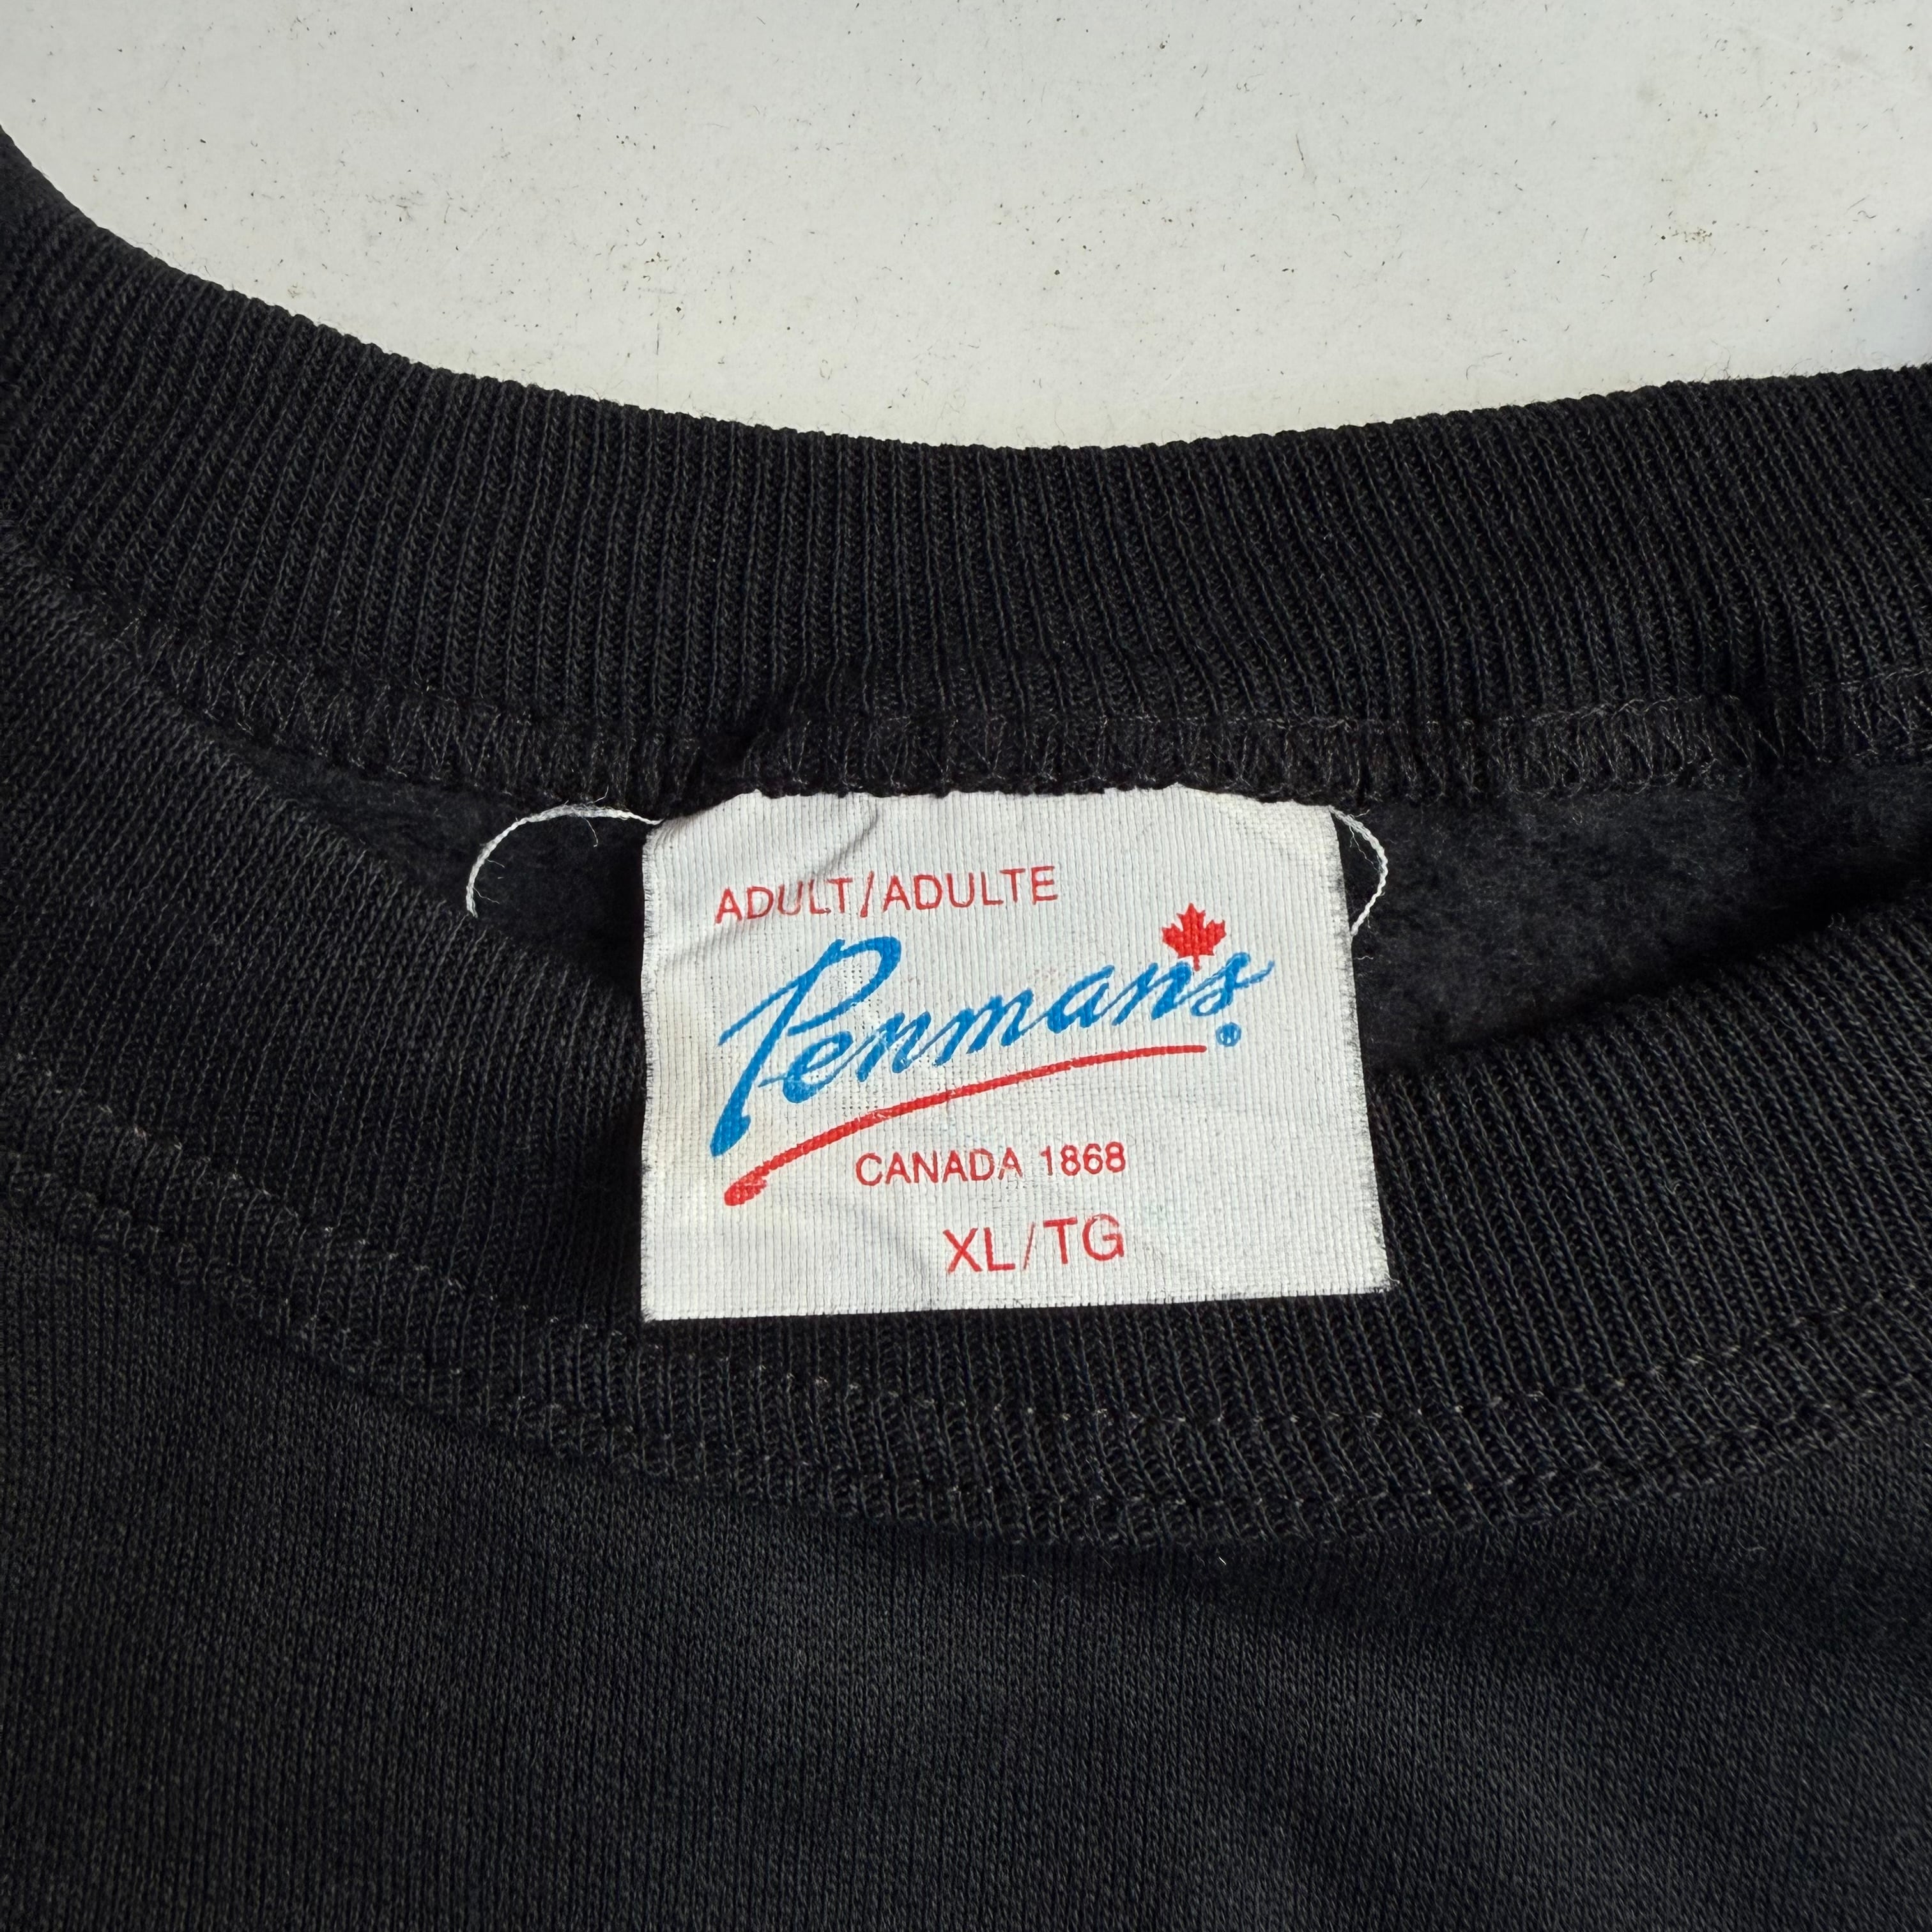 ADULT/ADULTE
Penmans®
CANADA 1868
XL/TG